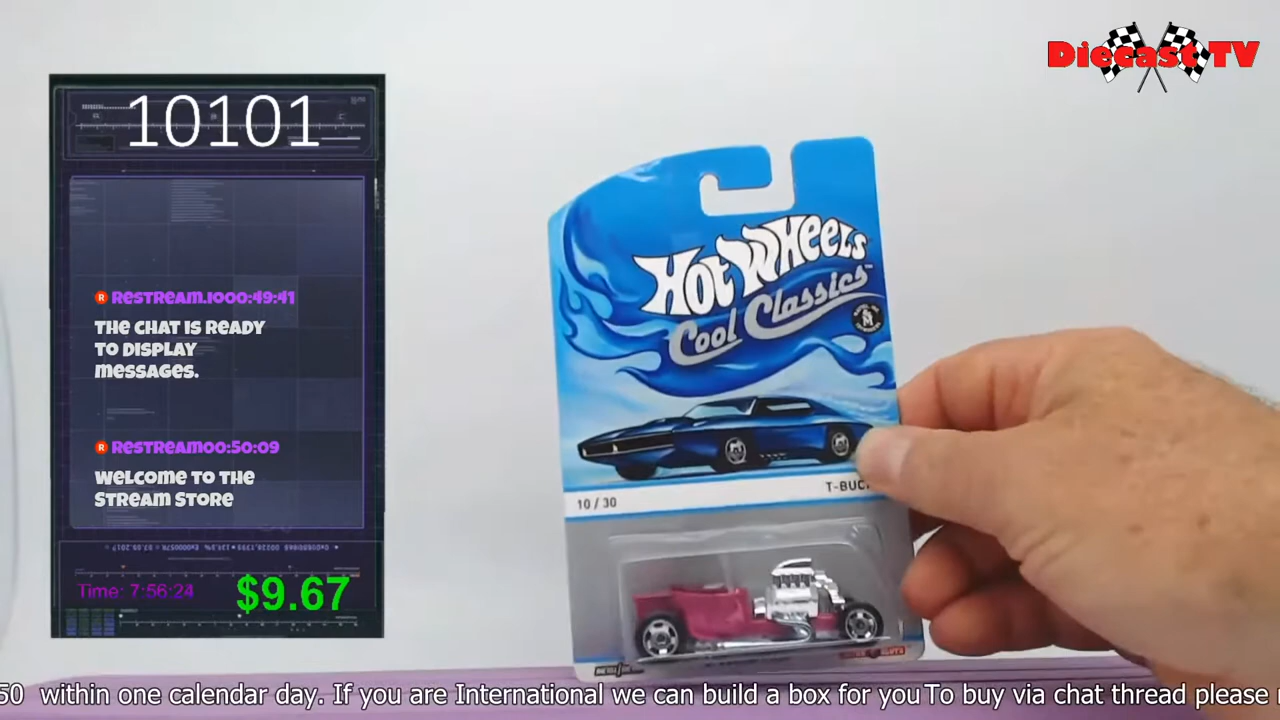 Diecast TV
10101
Restream.1000:49:41
The chat is ready
to display
messages.
Restream00:50:09
Welcome to the
Stream Store
Time: 7:56:24
$9.67
Hot Wheels
Cool Classics™
10 / 30
T-BUC
50 within one calendar day. If you are International we can build a box for you To buy via chat thread please